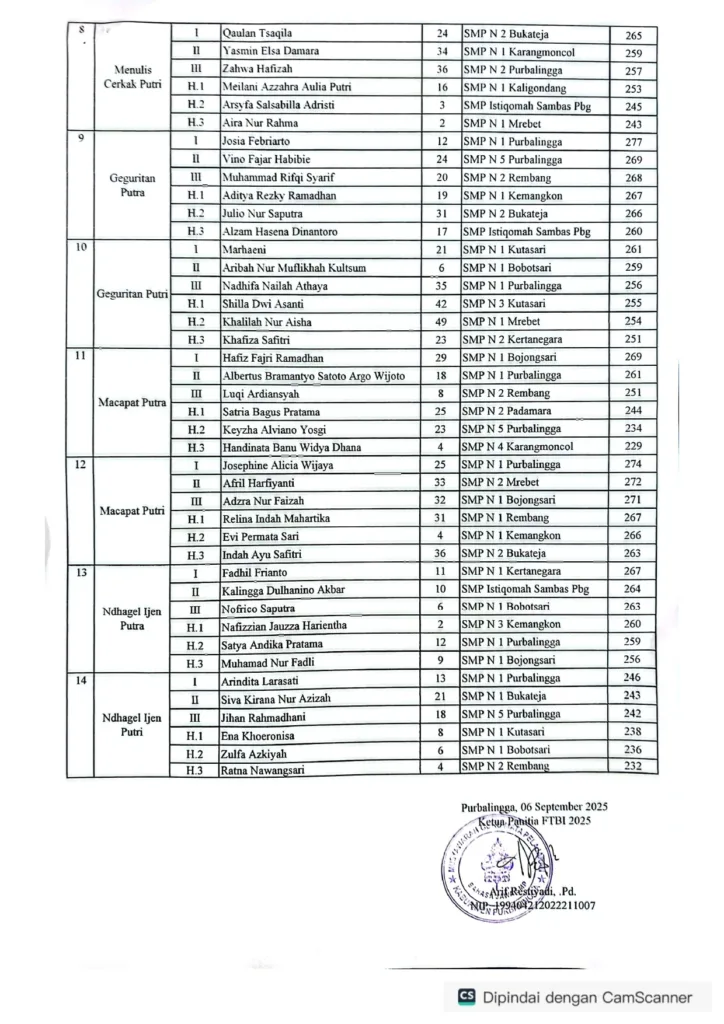 8 I Qaulan Tsaqila 24 SMP N 2 Bukateja 265
II Yasmin Elsa Damara 34 SMP N 1 Karangmoncol 259
Menulis Cerkak Putri III Zahwa Hafizah 36 SMP N 2 Purbalingga 257
H.1 Meilani Azzahra Aulia Putri 16 SMP N 1 Kaligondang 253
H.2 Arsyfa Salsabilla Adristi 3 SMP Istiqomah Sambas Pbg 245
H.3 Aira Nur Rahma 2 SMP N 1 Mrebet 243
9 I Josia Febriarto 12 SMP N 1 Purbalingga 277
II Vino Fajar Habibie 24 SMP N 5 Purbalingga 269
Geguritan Putra III Muhammad Rifqi Syarif 20 SMP N 2 Rembang 268
H.1 Aditya Rezky Ramadhan 19 SMP N 1 Kemangkon 267
H.2 Julio Nur Saputra 31 SMP N 2 Bukateja 266
H.3 Alzam Hasena Dinantoro 17 SMP Istiqomah Sambas Pbg 260
10 I Marhaeni 21 SMP N 1 Kutasari 261
II Aribah Nur Muflikhah Kultsum 6 SMP N 1 Bobotsari 259
Geguritan Putri III Nadhifa Nailah Athaya 35 SMP N 1 Purbalingga 256
H.1 Shilla Dwi Asanti 42 SMP N 3 Kutasari 255
H.2 Khalilah Nur Aisha 49 SMP N 1 Mrebet 254
H.3 Khafiza Safitri 23 SMP N 2 Kertanegara 251
11 I Hafiz Fajri Ramadhan 29 SMP N 1 Bojongsari 269
II Albertus Bramantyo Satoto Argo Wijoto 18 SMP N 1 Purbalingga 261
Macapat Putra III Luqi Ardiansyah 8 SMP N 2 Rembang 251
H.1 Satria Bagus Pratama 25 SMP N 2 Padamara 244
H.2 Keyzha Alviano Yosgi 23 SMP N 5 Purbalingga 234
H.3 Handinata Banu Widya Dhana 4 SMP N 4 Karangmoncol 229
12 I Josephine Alicia Wijaya 25 SMP N 1 Purbalingga 274
II Afril Harfiyanti 33 SMP N 2 Mrebet 272
Macapat Putri III Adzra Nur Faizah 32 SMP N 1 Bojongsari 271
H.1 Relina Indah Mahartika 31 SMP N 1 Rembang 267
H.2 Evi Permata Sari 4 SMP N 1 Kemangkon 266
H.3 Indah Ayu Safitri 36 SMP N 2 Bukateja 263
13 I Fadhil Frianto 11 SMP N 1 Kertanegara 267
II Kalingga Dulhanino Akbar 10 SMP Istiqomah Sambas Pbg 264
Ndhagel Ijen Putra III Nofrico Saputra 6 SMP N 1 Bobotsari 263
H.1 Nafizzian Jauzza Harientha 2 SMP N 3 Kemangkon 260
H.2 Satya Andika Pratama 12 SMP N 1 Purbalingga 259
H.3 Muhamad Nur Fadli 9 SMP N 1 Bojongsari 256
14 I Arindita Larasati 13 SMP N 1 Purbalingga 246
II Siva Kirana Nur Azizah 21 SMP N 1 Bukateja 243
Ndhagel Ijen Putri III Jihan Rahmadhani 18 SMP N 5 Purbalingga 242
H.1 Ena Khoeronisa 8 SMP N 1 Kutasari 238
H.2 Zulfa Azkiyah 6 SMP N 1 Bobotsari 236
H.3 Ratna Nawangsari 4 SMP N 2 Rembang 232
Purbalingga, 06 September 2025
Ketua Panitia FTBI 2025
Arif Restiyadi, .Pd.
NIP. 199404212022211007
CS Dipindai dengan CamScanner